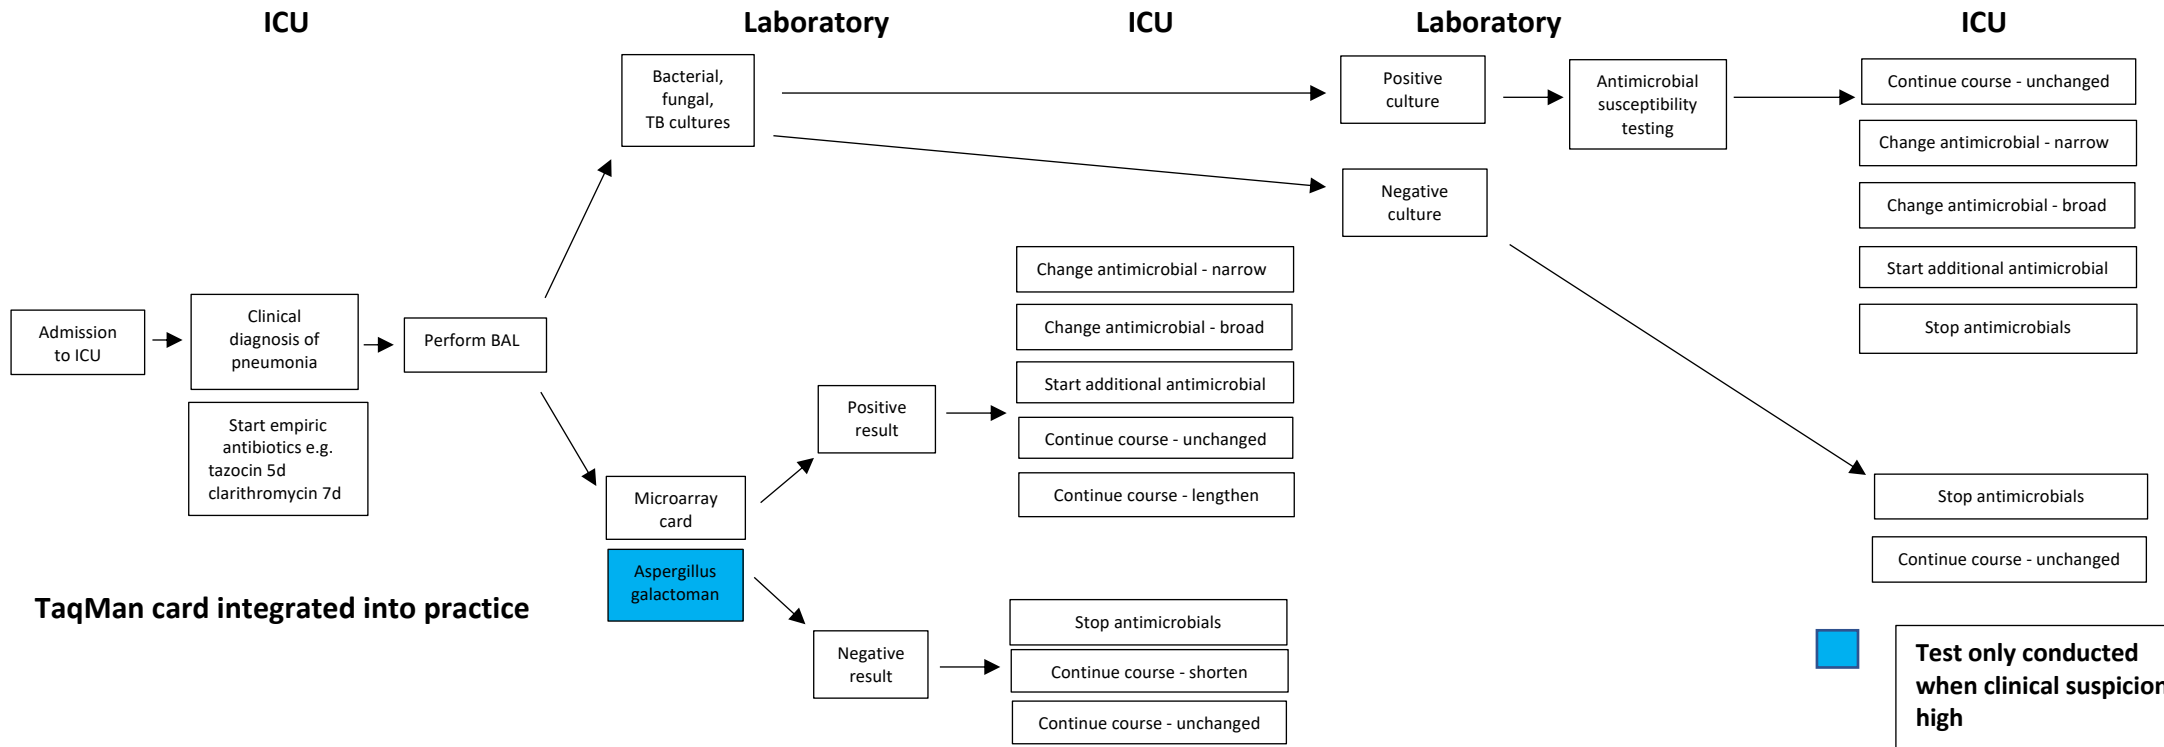 ICU
Laboratory
ICU
Laboratory
ICU
Admission
to ICU
Clinical
diagnosis of
pneumonia
Start empiric
antibiotics e.g.
tazocin 5d
clarithromycin 7d
Perform BAL
Bacterial,
fungal,
TB cultures
Microarray
card
Aspergillus
galactoman
Positive
result
Negative
result
Change antimicrobial - narrow
Change antimicrobial - broad
Start additional antimicrobial
Continue course - unchanged
Continue course - lengthen
Stop antimicrobials
Continue course - shorten
Continue course - unchanged
Positive
culture
Negative
culture
Antimicrobial
susceptibility
testing
Continue course - unchanged
Change antimicrobial - narrow
Change antimicrobial - broad
Start additional antimicrobial
Stop antimicrobials
Stop antimicrobials
Continue course - unchanged
TaqMan card integrated into practice
Test only conducted
when clinical suspicion
high